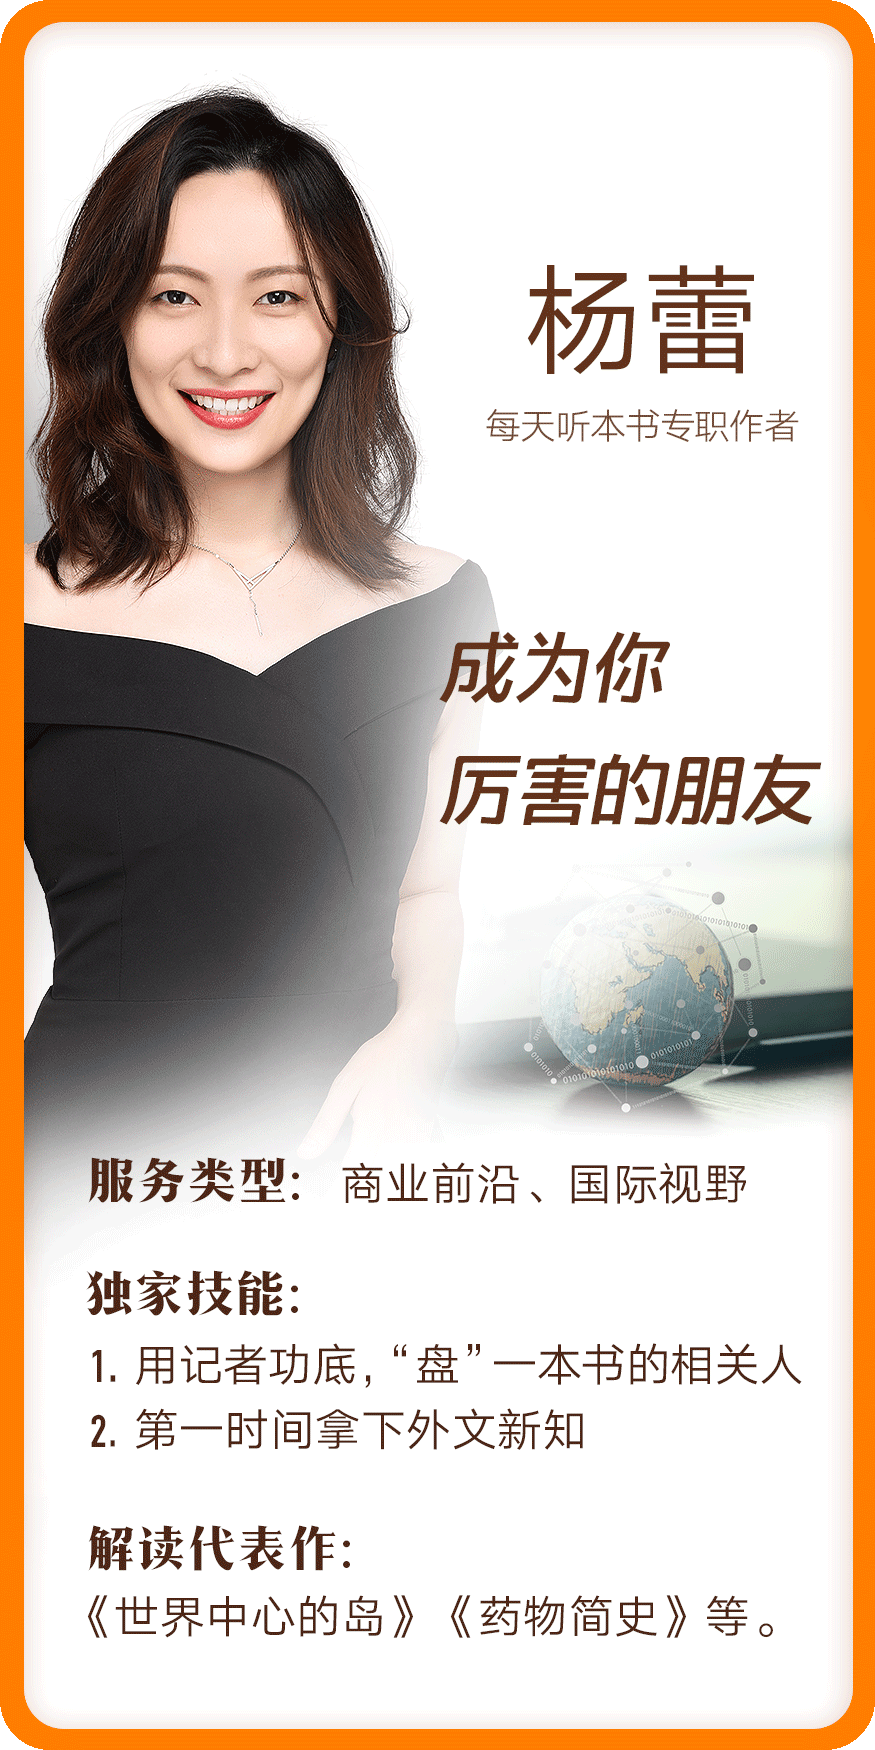 杨蕾
每天听本书专职作者
成为你
厉害的朋友
服务类型： 商业前沿、国际视野
独家技能：
1. 用记者功底，“盘”一本书的相关人
2. 第一时间拿下外文新知
解读代表作：
《世界中心的岛》《药物简史》等。